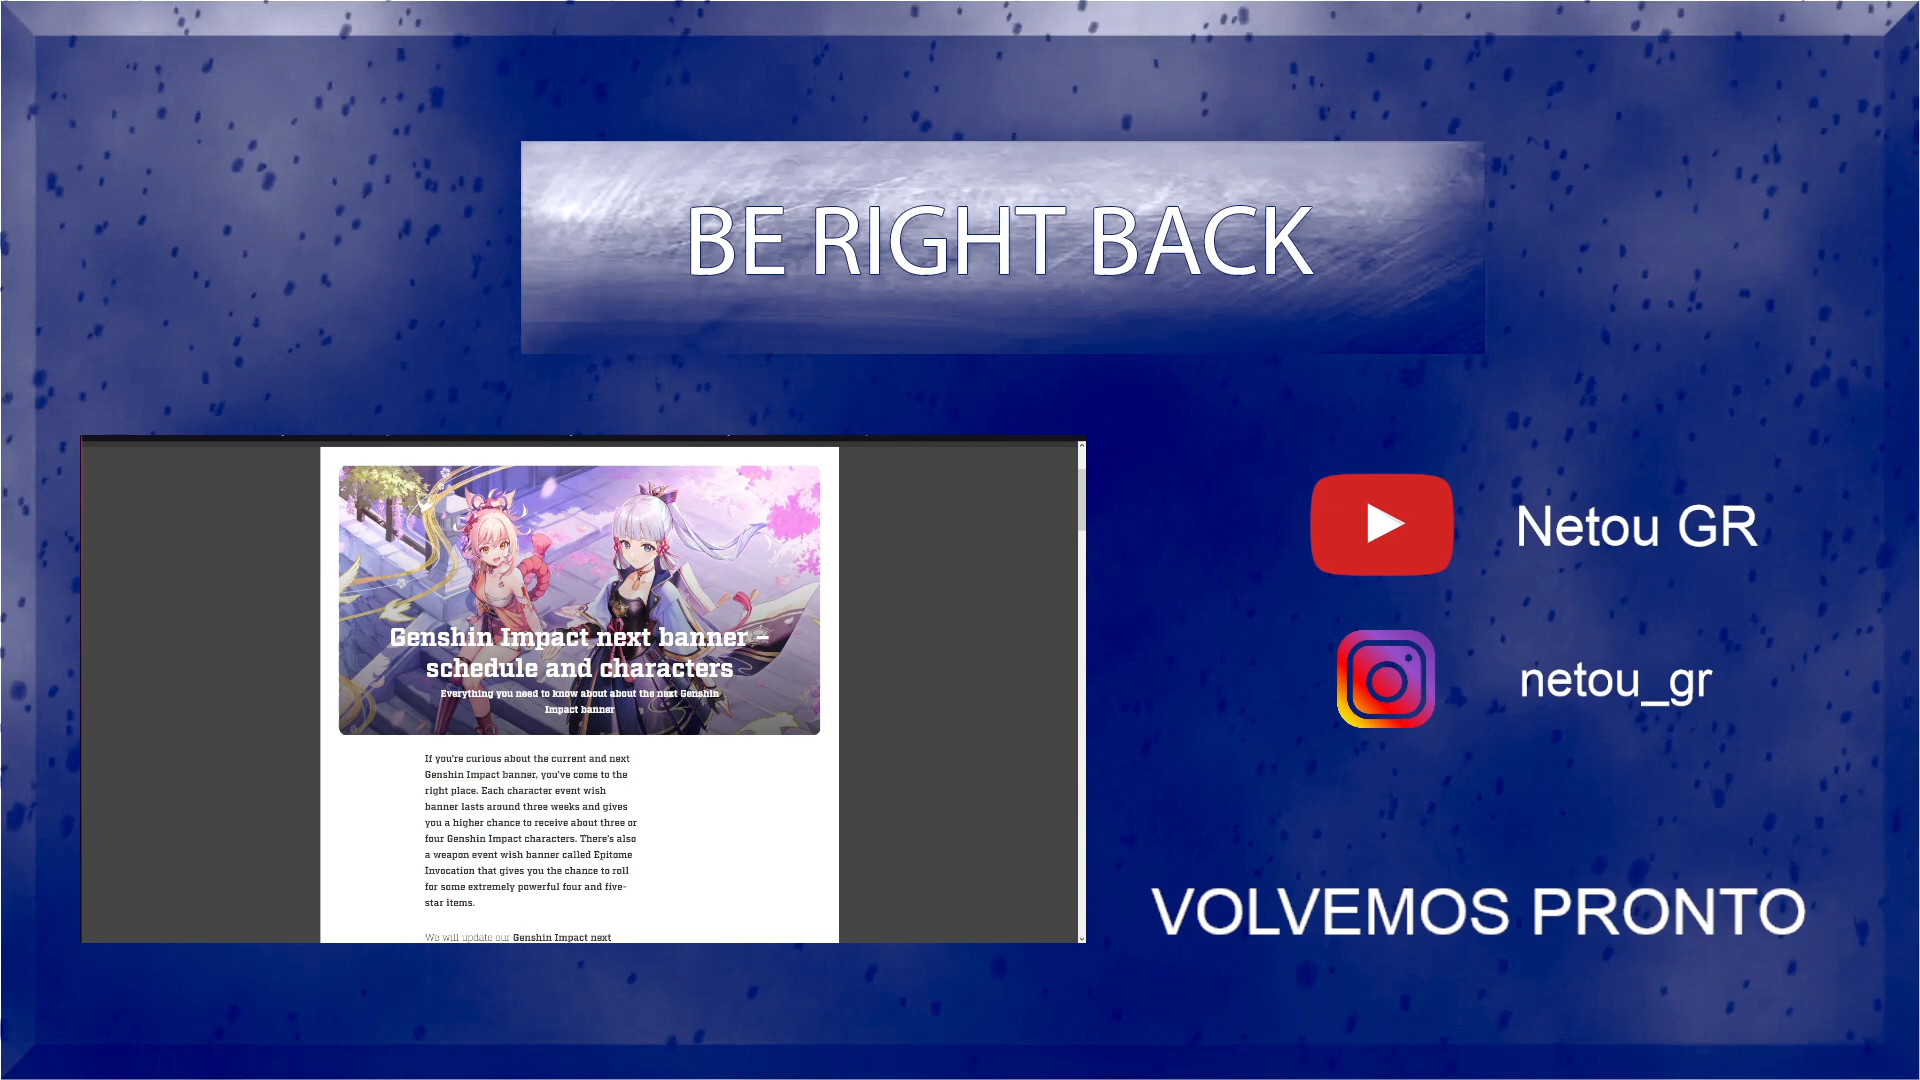 BE RIGHT BACK
Genshin Impact next banner –
schedule and characters
Everything you need to know about about the next Genshin
Impact banner
If you're curious about the current and next
Genshin Impact banner, you've come to the
right place. Each character event wish
banner lasts around three weeks and gives
you a higher chance to receive about three or
four Genshin Impact characters. There's also
a weapon event wish banner called Epitome
Invocation that gives you the chance to roll
for some extremely powerful four and five-
star items.
We will update our Genshin Impact next
Netou GR
netou_gr
VOLVEMOS PRONTO